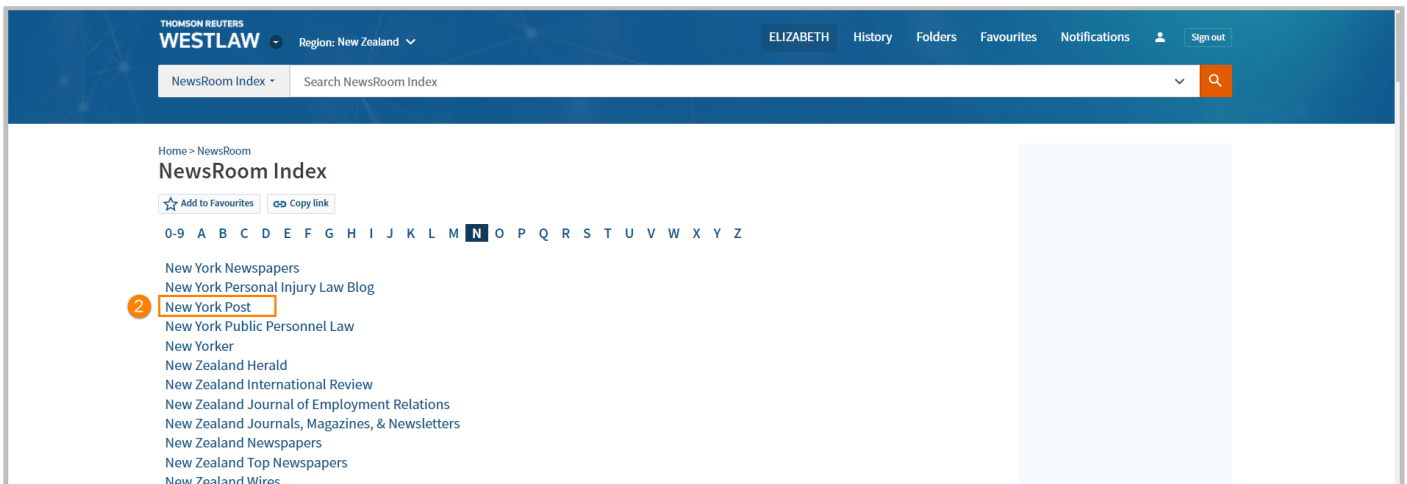 THOMSON REUTERS
WESTLAW Region: New Zealand ELIZABETH History Folders Favourites Notifications Sign out
NewsRoom Index Search NewsRoom Index
Home > NewsRoom
NewsRoom Index
Add to Favourites Copy link
0-9 A B C D E F G H I J K L M N O P Q R S T U V W X Y Z
New York Newspapers
New York Personal Injury Law Blog
2 New York Post
New York Public Personnel Law
New Yorker
New Zealand Herald
New Zealand International Review
New Zealand Journal of Employment Relations
New Zealand Journals, Magazines, & Newsletters
New Zealand Newspapers
New Zealand Top Newspapers
New Zealand Wires